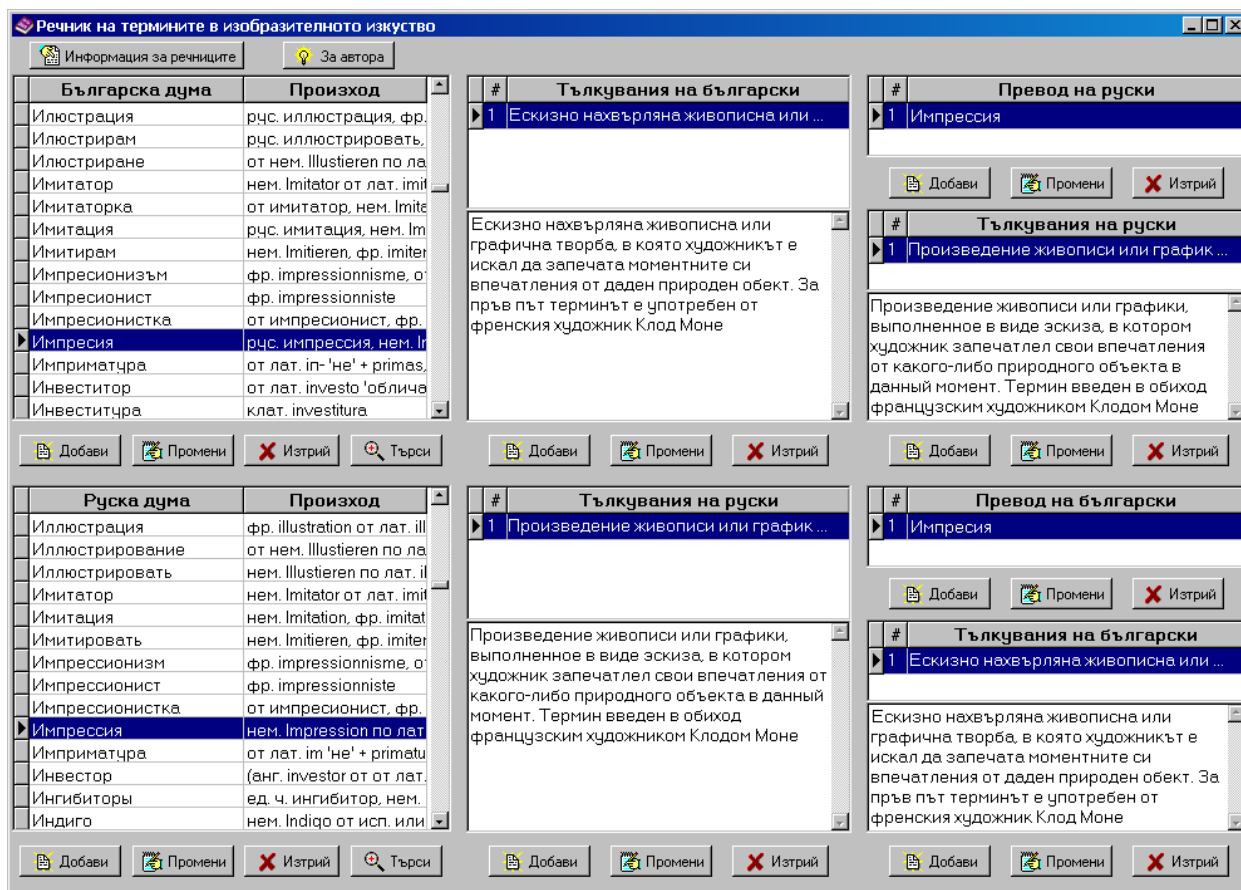 Речник на термините в изобразителното изкуство
Информация за речниците За автора
Българска дума Произход
Илюстрация рус. иллюстрация, фр.
Илюстрирам рус. иллюстрировать,
Илюстриране от нем. Illustieren по ла
Имитатор нем. Imitator от лат. imit
Имитаторка от имитатор, нем. Imita
Имитация рус. имитация, нем. Im
Имитирам нем. Imitieren, фр. imiter
Импресионизъм фр. impressionnisme, о
Импресионист фр. impressionniste
Импресионистка от импресионист, фр.
Импресия рус. импрессия, нем. Ir
Имприматура от лат. in- 'не' + primas,
Инвеститор от лат. investo 'облича
Инвеститура клат. investitura
Добави Промени Изтрий Търси
# Тълкувания на български
1 Ескизно нахвърляна живописна или ...
Ескизно нахвърляна живописна или
графична творба, в която художникът е
искал да запечата моментните си
впечатления от даден природен обект. За
пръв път терминът е употребен от
френския художник Клод Моне
Добави Промени Изтрий
# Превод на руски
1 Импрессия
Добави Промени Изтрий
# Тълкувания на руски
1 Произведение живописи или график ...
Произведение живописи или графики,
выполненное в виде эскиза, в котором
художник запечатлел свои впечатления
от какого-либо природного объекта в
данный момент. Термин введен в обиход
французским художником Клодом Моне
Добави Промени Изтрий
Руска дума Произход
Иллюстрация фр. illustration от лат. ill
Иллюстрирование от нем. Illustieren по ла
Иллюстрировать нем. Illustieren по лат. il
Имитатор нем. Imitator от лат. imit
Имитация нем. Imitation, фр. imitat
Имитировать нем. Imitieren, фр. imiter
Импрессионизм фр. impressionnisme, о
Импрессионист фр. impressionniste
Импрессионистка от импресионист, фр.
Импрессия нем. Impression по лат
Имприматура от лат. im 'не' + primatu
Инвестор (анг. investor от от лат.
Ингибиторы ед. ч. ингибитор, нем.
Индиго нем. Indigo от исп. или
Добави Промени Изтрий Търси
# Тълкувания на руски
1 Произведение живописи или график ...
Произведение живописи или графики,
выполненное в виде эскиза, в котором
художник запечатлел свои впечатления от
какого-либо природного объекта в данный
момент. Термин введен в обиход
французским художником Клодом Моне
Добави Промени Изтрий
# Превод на български
1 Импресия
Добави Промени Изтрий
# Тълкувания на български
1 Ескизно нахвърляна живописна или ...
Ескизно нахвърляна живописна или
графична творба, в която художникът е
искал да запечата моментните си
впечатления от даден природен обект. За
пръв път терминът е употребен от
френския художник Клод Моне
Добави Промени Изтрий